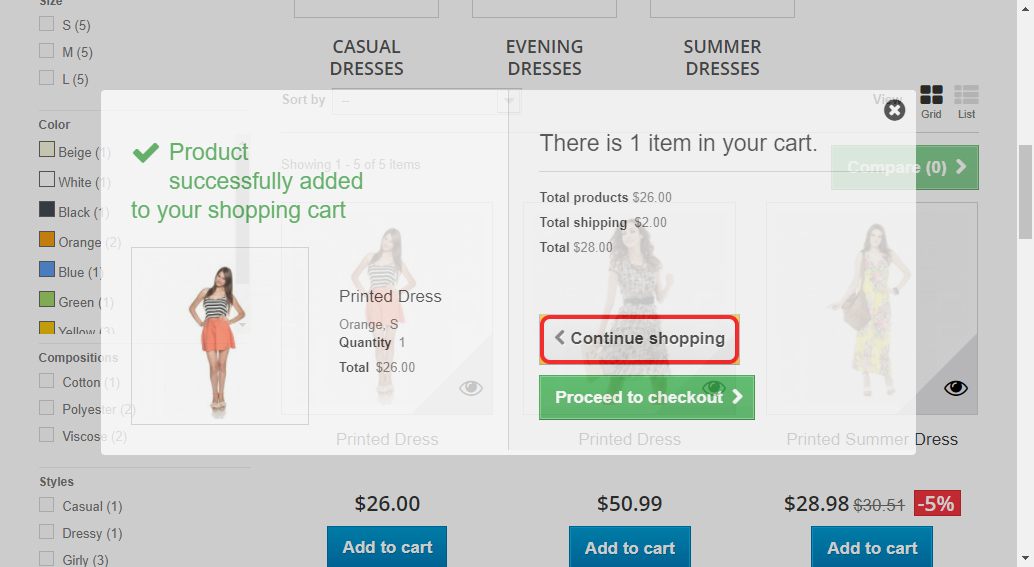 Size
S (5)
M (5)
L (5)
Color
Beige (1)
White (1)
Black (1)
Orange (2)
Blue (1)
Green (1)
Yellow (3)
Compositions
Cotton (1)
Polyester (2)
Viscose (2)
Styles
Casual (1)
Dressy (1)
Girly (3)
CASUAL
DRESSES
EVENING
DRESSES
SUMMER
DRESSES
Sort by
--
View
Grid
List
Showing 1 - 5 of 5 items
Compare (0)
Product
successfully added
to your shopping cart
Printed Dress
Orange, S
Quantity 1
Total $26.00
There is 1 item in your cart.
Total products $26.00
Total shipping $2.00
Total $28.00
Continue shopping
Proceed to checkout
Printed Dress
$26.00
Add to cart
Printed Dress
$50.99
Add to cart
Printed Summer Dress
$28.98 $30.51 -5%
Add to cart